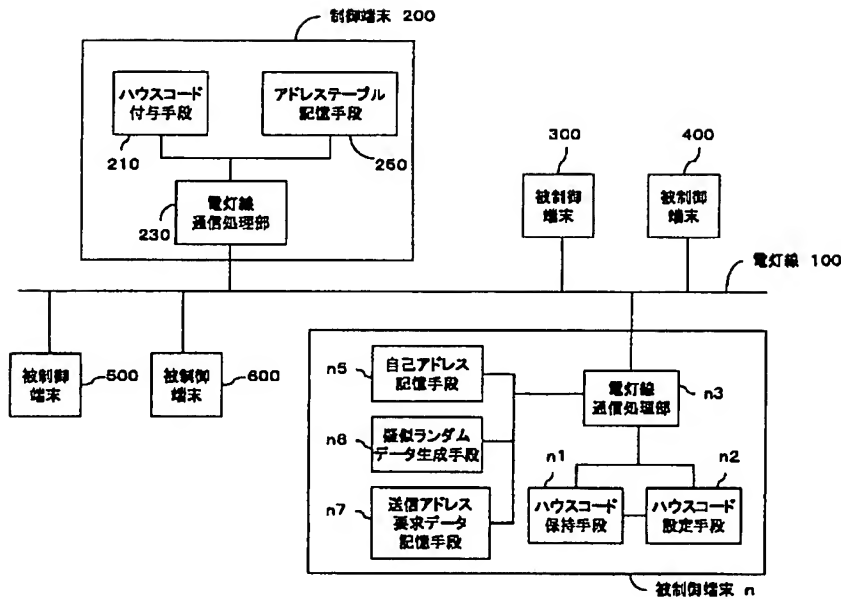 制御端末 200
ハウスコード
付与手段
アドレステーブル
記憶手段
210
250
電灯線
通信処理部
230
300
400
被制御
端末
被制御
端末
電灯線 100
被制御
端末
500
被制御
端末
600
n5
自己アドレス
記憶手段
電灯線
通信処理部
n3
n6
疑似ランダム
データ生成手段
n1
n2
n7
送信アドレス
要求データ
記憶手段
ハウスコード
保持手段
ハウスコード
設定手段
被制御端末 n